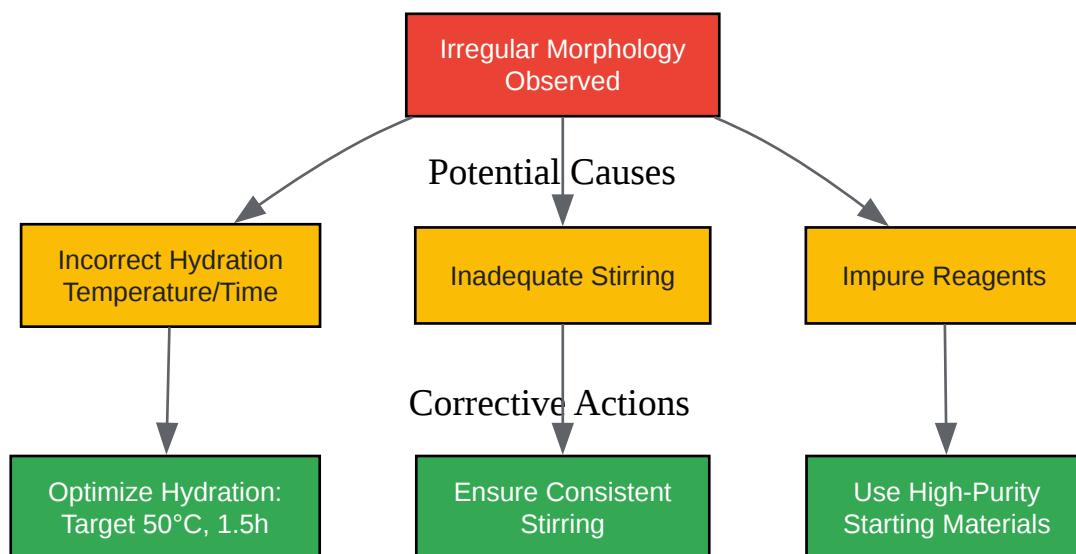 Irregular Morphology
Observed
Potential Causes
Incorrect Hydration
Temperature/Time
Inadequate Stirring
Impure Reagents
Corrective Actions
Optimize Hydration:
Target 50°C, 1.5h
Ensure Consistent
Stirring
Use High-Purity
Starting Materials